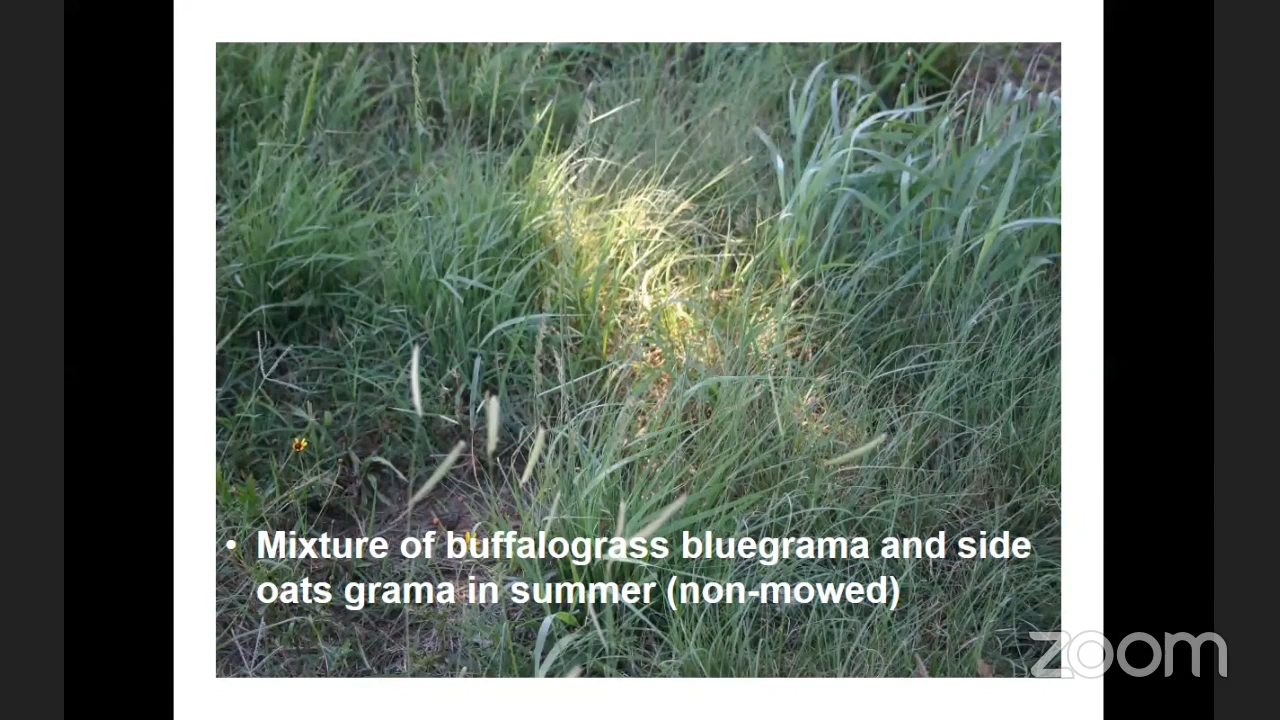 • Mixture of buffalograss bluegrama and side
oats grama in summer (non-mowed)
zoom